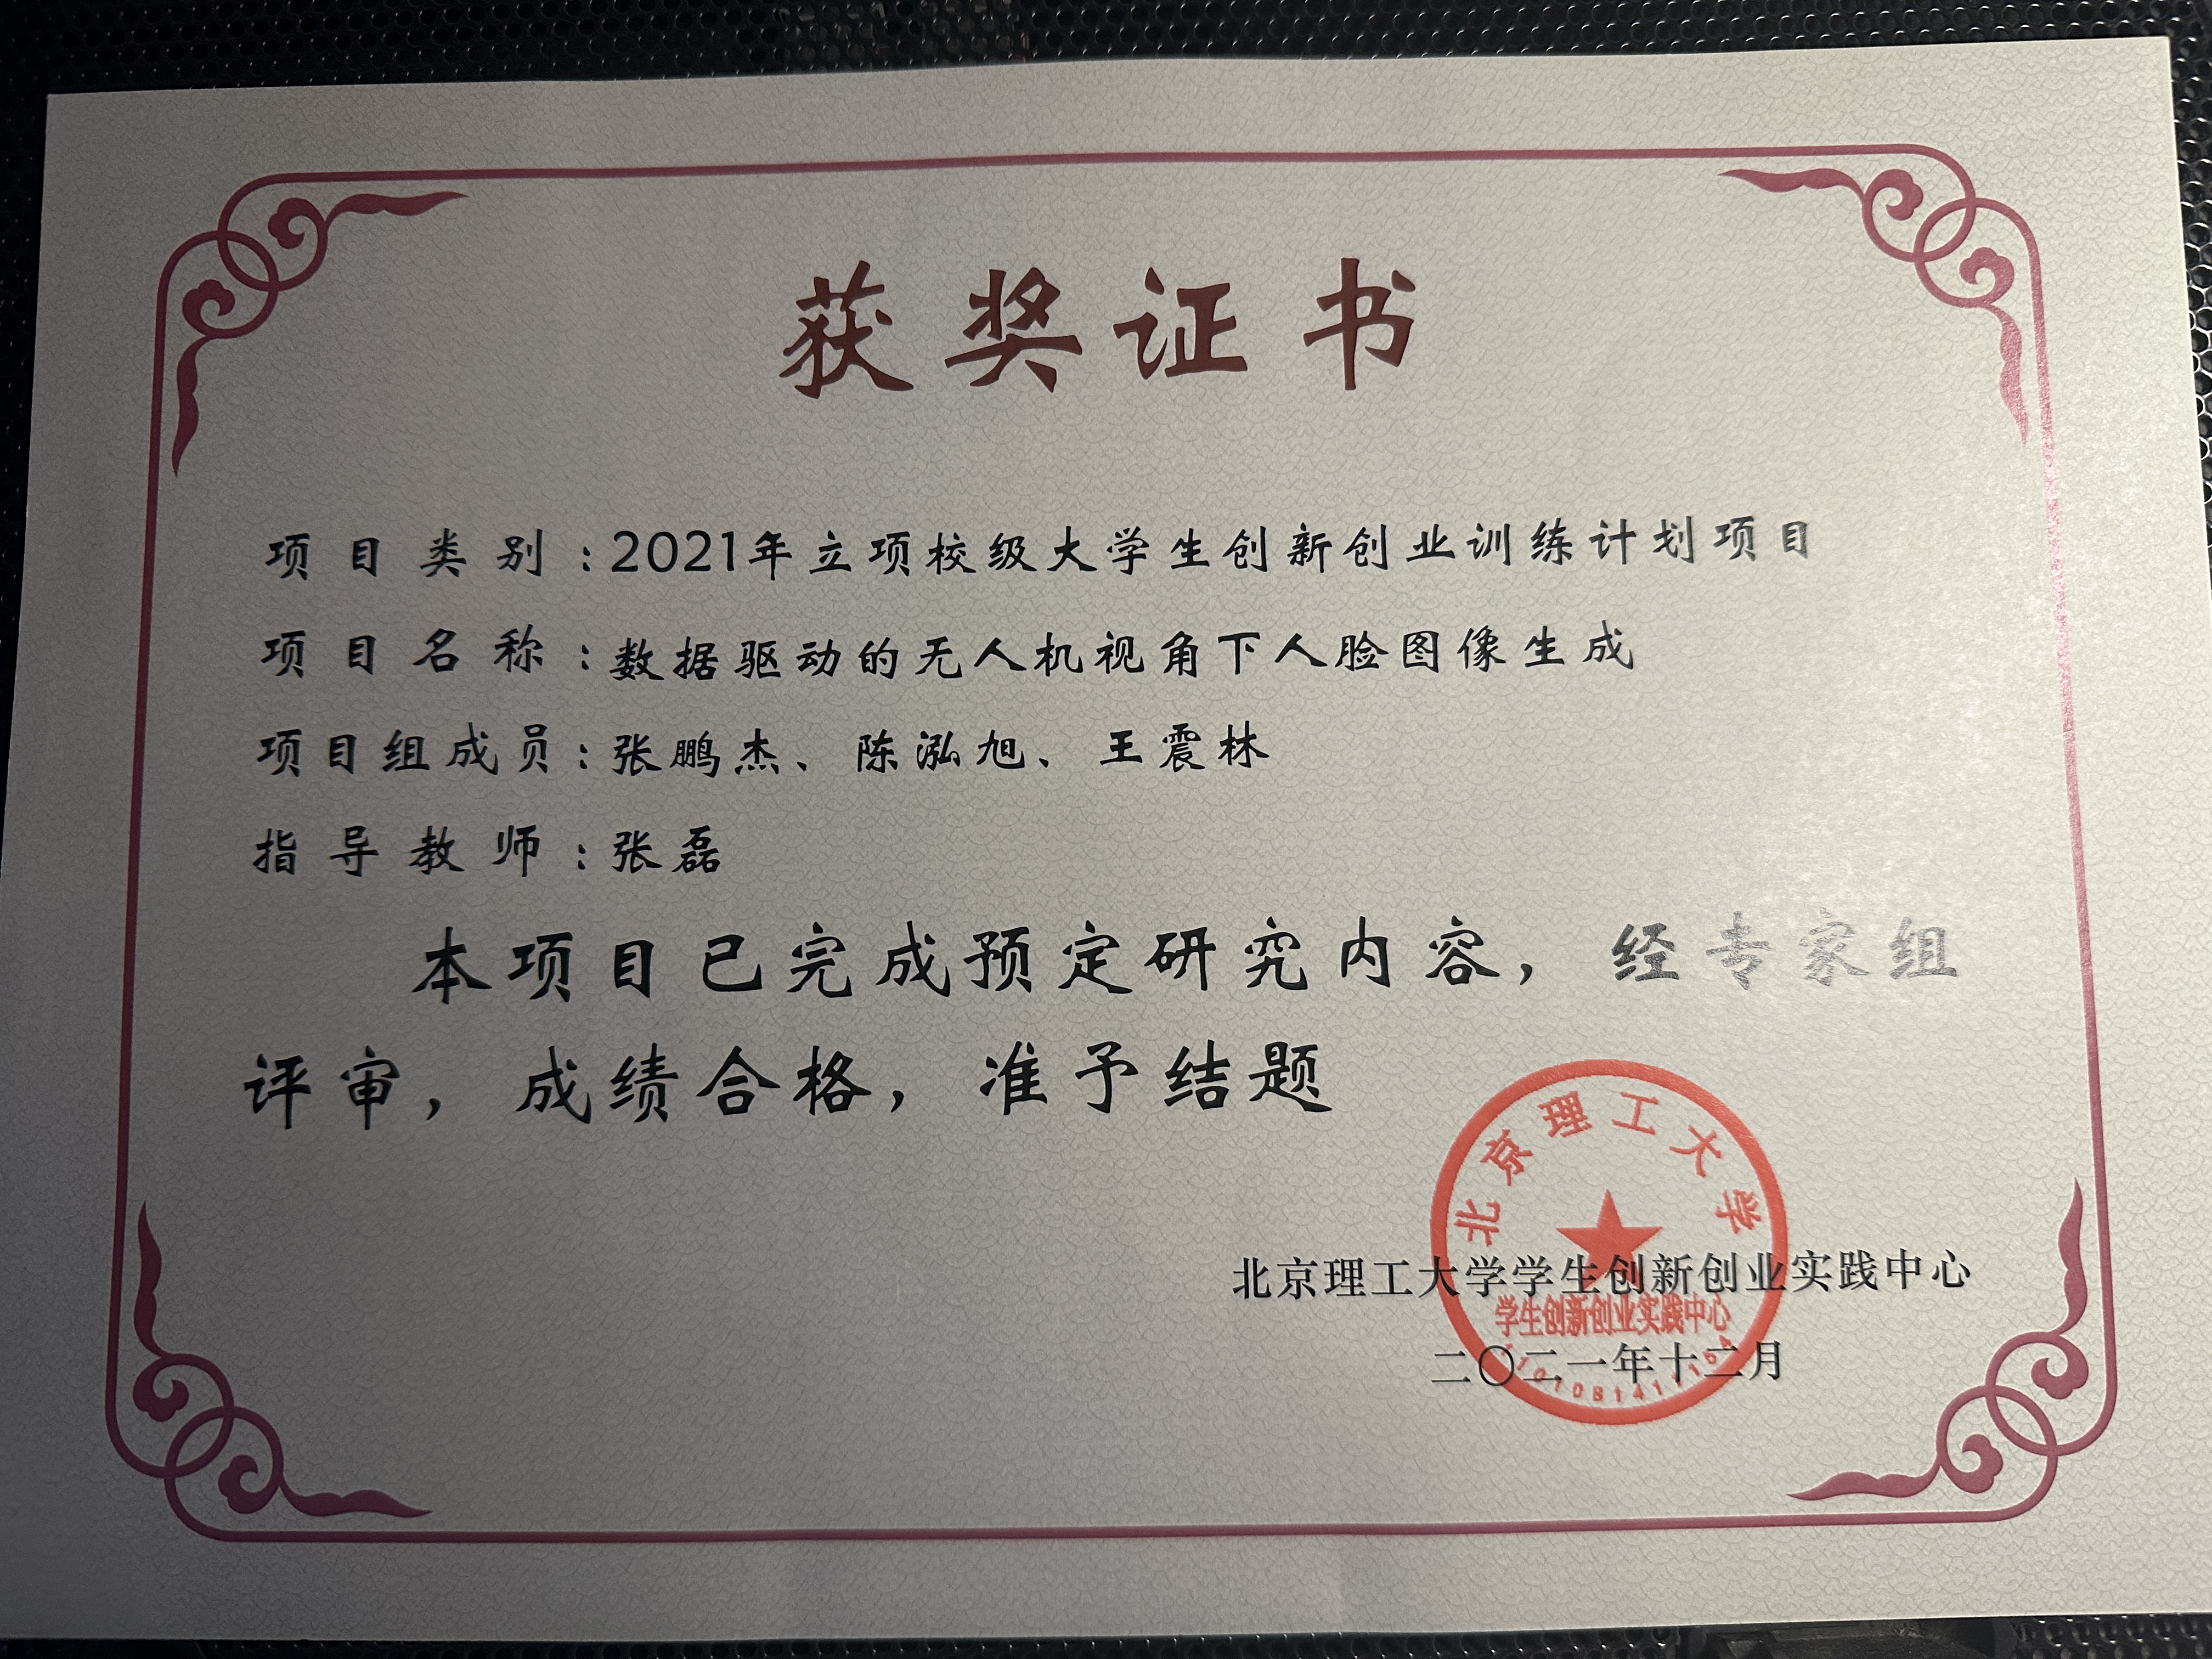 获奖证书
项目类别:2021年立项校级大学生创新创业训练计划项目
项目名称:数据驱动的无人机视角下人脸图像生成
项目组成员:张鹏杰、陈泓旭、王震林
指导教师:张磊
本项目已完成预定研究内容,经专家组
评审,成绩合格,准予结题
北京理工大学学生创新创业实践中心
二〇二一年十二月
北京理工大学
学生创新创业实践中心